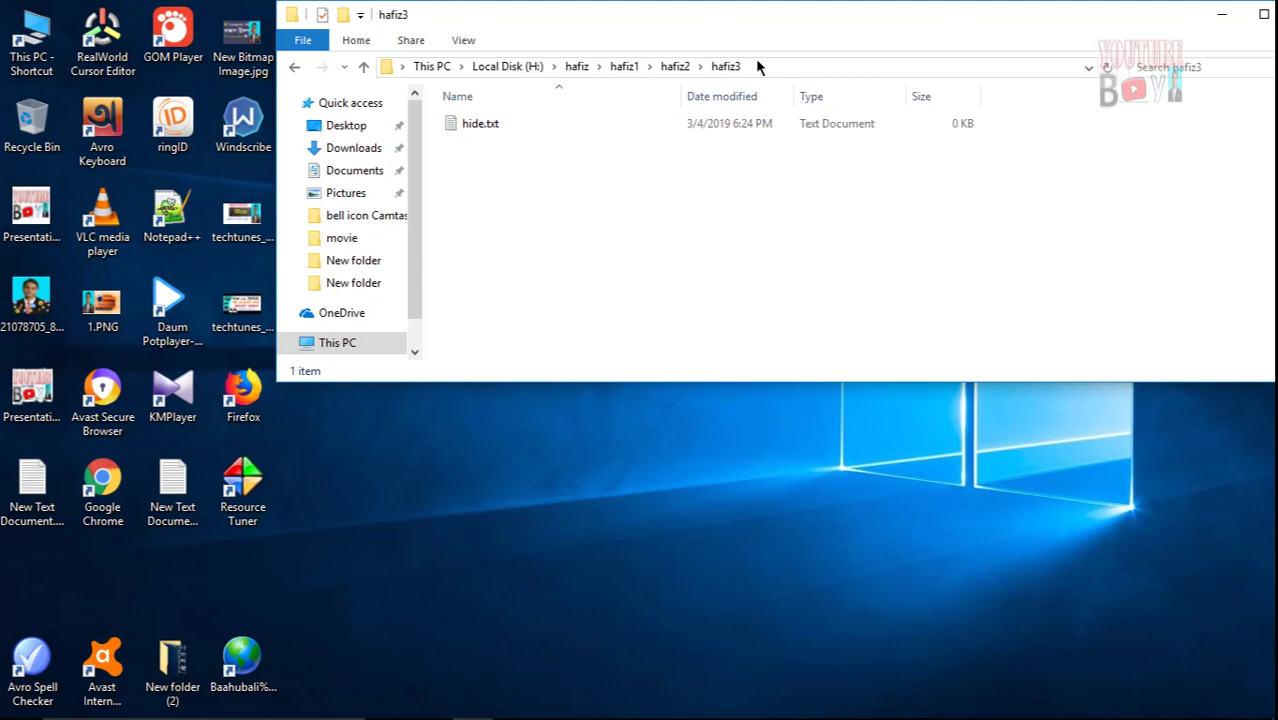 hafiz3
File Home Share View
This PC Local Disk (H:) hafiz hafiz1 hafiz2 hafiz3
Search hafiz3
YOUTUBE
BOY
Name Date modified Type Size
hide.txt 3/4/2019 6:24 PM Text Document 0 KB
Quick access
Desktop
Downloads
Documents
Pictures
bell icon Camtas
movie
New folder
New folder
OneDrive
This PC
1 item
This PC - Shortcut
RealWorld Cursor Editor
GOM Player
New Bitmap Image.jpg
Recycle Bin
Avro Keyboard
ringID
Windscribe
Presentati...
VLC media player
Notepad++
techtunes_...
21078705_8...
1.PNG
Daum Potplayer-...
techtunes_...
Presentati...
Avast Secure Browser
KMPlayer
Firefox
New Text Document....
Google Chrome
New Text Docume...
Resource Tuner
Avro Spell Checker
Avast Intern...
New folder (2)
Baahubali%...